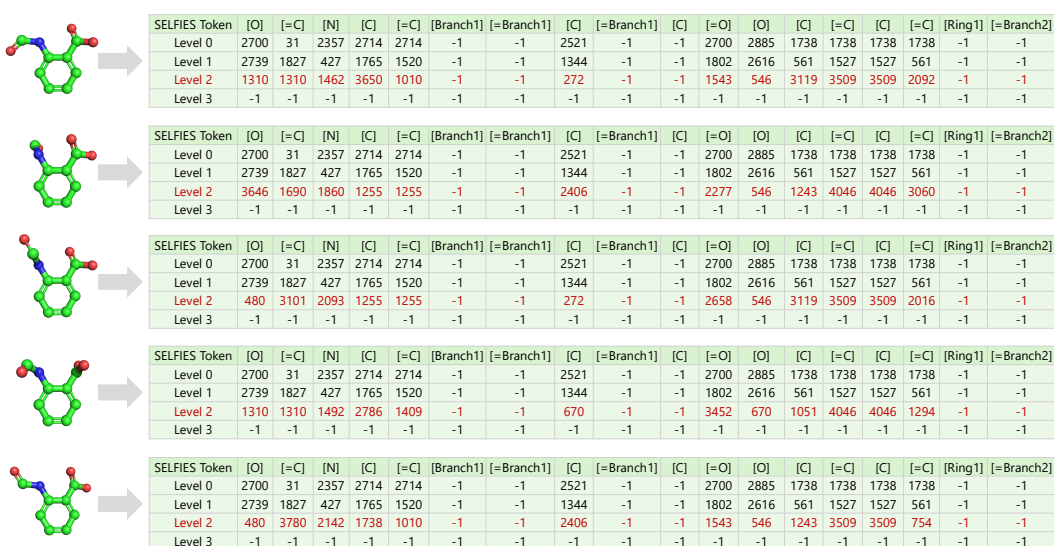 SELFIES Token [O] [=C] [N] [C] [=C] [Branch1] [=Branch1] [C] [=Branch1] [C] [=O] [O] [C] [=C] [C] [=C] [Ring1] [=Branch2]
Level 0 2700 31 2357 2714 2714 -1 -1 2521 -1 -1 2700 2885 1738 1738 1738 1738 -1 -1
Level 1 2739 1827 427 1765 1520 -1 -1 1344 -1 -1 1802 2616 561 1527 1527 561 -1 -1
Level 2 1310 1310 1462 3650 1010 -1 -1 272 -1 -1 1543 546 3119 3509 3509 2092 -1 -1
Level 3 -1 -1 -1 -1 -1 -1 -1 -1 -1 -1 -1 -1 -1 -1 -1 -1 -1 -1
SELFIES Token [O] [=C] [N] [C] [=C] [Branch1] [=Branch1] [C] [=Branch1] [C] [=O] [O] [C] [=C] [C] [=C] [Ring1] [=Branch2]
Level 0 2700 31 2357 2714 2714 -1 -1 2521 -1 -1 2700 2885 1738 1738 1738 1738 -1 -1
Level 1 2739 1827 427 1765 1520 -1 -1 1344 -1 -1 1802 2616 561 1527 1527 561 -1 -1
Level 2 3646 1690 1860 1255 1255 -1 -1 2406 -1 -1 2277 546 1243 4046 4046 3060 -1 -1
Level 3 -1 -1 -1 -1 -1 -1 -1 -1 -1 -1 -1 -1 -1 -1 -1 -1 -1 -1
SELFIES Token [O] [=C] [N] [C] [=C] [Branch1] [=Branch1] [C] [=Branch1] [C] [=O] [O] [C] [=C] [C] [=C] [Ring1] [=Branch2]
Level 0 2700 31 2357 2714 2714 -1 -1 2521 -1 -1 2700 2885 1738 1738 1738 1738 -1 -1
Level 1 2739 1827 427 1765 1520 -1 -1 1344 -1 -1 1802 2616 561 1527 1527 561 -1 -1
Level 2 480 3101 2093 1255 1255 -1 -1 272 -1 -1 2658 546 3119 3509 3509 2016 -1 -1
Level 3 -1 -1 -1 -1 -1 -1 -1 -1 -1 -1 -1 -1 -1 -1 -1 -1 -1 -1
SELFIES Token [O] [=C] [N] [C] [=C] [Branch1] [=Branch1] [C] [=Branch1] [C] [=O] [O] [C] [=C] [C] [=C] [Ring1] [=Branch2]
Level 0 2700 31 2357 2714 2714 -1 -1 2521 -1 -1 2700 2885 1738 1738 1738 1738 -1 -1
Level 1 2739 1827 427 1765 1520 -1 -1 1344 -1 -1 1802 2616 561 1527 1527 561 -1 -1
Level 2 1310 1310 1492 2786 1409 -1 -1 670 -1 -1 3452 670 1051 4046 4046 1294 -1 -1
Level 3 -1 -1 -1 -1 -1 -1 -1 -1 -1 -1 -1 -1 -1 -1 -1 -1 -1 -1
SELFIES Token [O] [=C] [N] [C] [=C] [Branch1] [=Branch1] [C] [=Branch1] [C] [=O] [O] [C] [=C] [C] [=C] [Ring1] [=Branch2]
Level 0 2700 31 2357 2714 2714 -1 -1 2521 -1 -1 2700 2885 1738 1738 1738 1738 -1 -1
Level 1 2739 1827 427 1765 1520 -1 -1 1344 -1 -1 1802 2616 561 1527 1527 561 -1 -1
Level 2 480 3780 2142 1738 1010 -1 -1 2406 -1 -1 1543 546 1243 3509 3509 754 -1 -1
Level 3 -1 -1 -1 -1 -1 -1 -1 -1 -1 -1 -1 -1 -1 -1 -1 -1 -1 -1